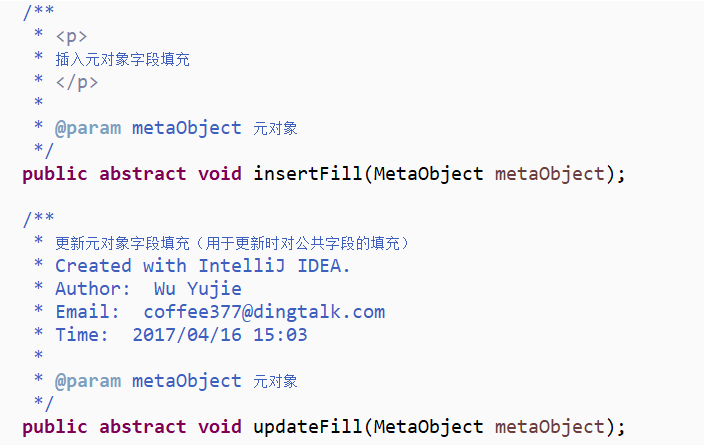 /**
 * <p>
 * 插入元对象字段填充
 * </p>
 *
 * @param metaObject 元对象
 */
public abstract void insertFill(MetaObject metaObject);
/**
 * 更新元对象字段填充（用于更新时对公共字段的填充）
 * Created with IntelliJ IDEA.
 * Author:  Wu Yujie
 * Email:  coffee377@dingtalk.com
 * Time:  2017/04/16 15:03
 *
 * @param metaObject 元对象
 */
public abstract void updateFill(MetaObject metaObject);